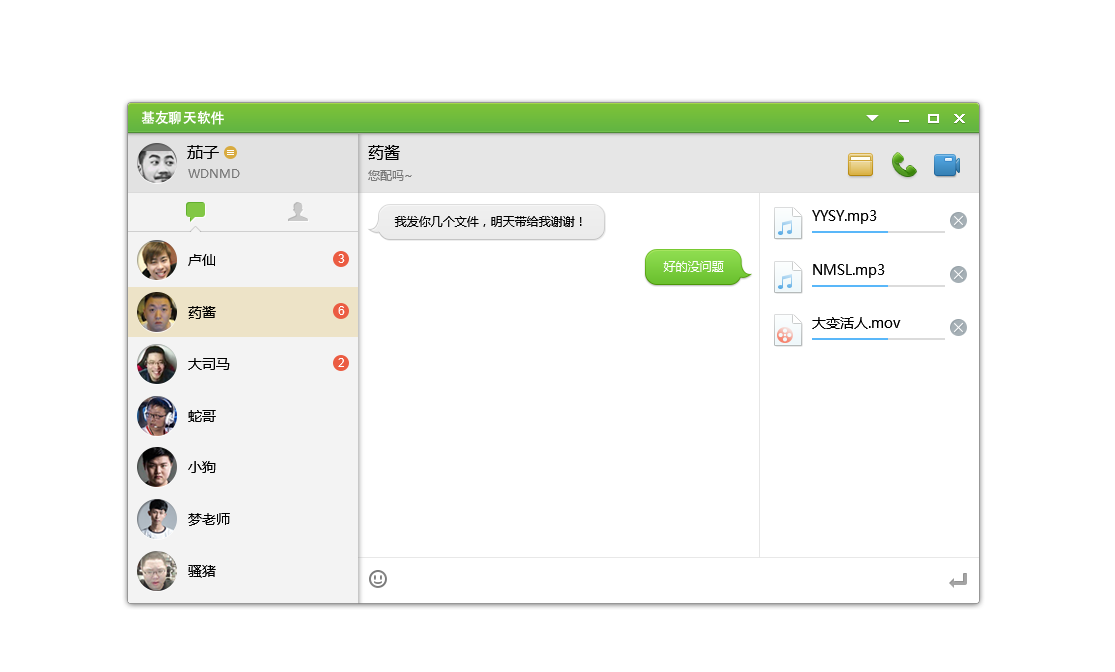 基友聊天软件
茄子
WDNMD
药酱
您配吗~
卢仙
3
药酱
6
大司马
2
蛇哥
小狗
梦老师
骚猪
我发你几个文件，明天带给我谢谢！
好的没问题
YYSY.mp3
NMSL.mp3
大变活人.mov